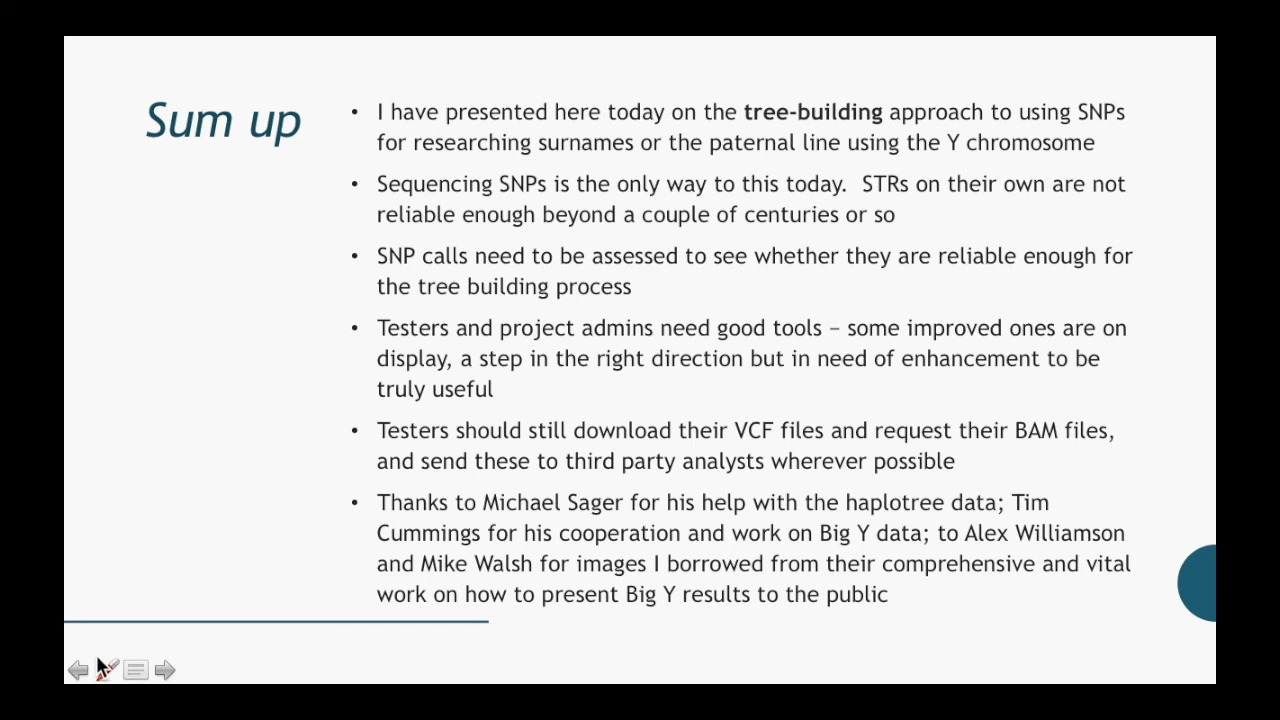 Sum up
• I have presented here today on the tree-building approach to using SNPs
for researching surnames or the paternal line using the Y chromosome
• Sequencing SNPs is the only way to this today.  STRs on their own are not
reliable enough beyond a couple of centuries or so
• SNP calls need to be assessed to see whether they are reliable enough for
the tree building process
• Testers and project admins need good tools – some improved ones are on
display, a step in the right direction but in need of enhancement to be
truly useful
• Testers should still download their VCF files and request their BAM files,
and send these to third party analysts wherever possible
• Thanks to Michael Sager for his help with the haplotree data; Tim
Cummings for his cooperation and work on Big Y data; to Alex Williamson
and Mike Walsh for images I borrowed from their comprehensive and vital
work on how to present Big Y results to the public